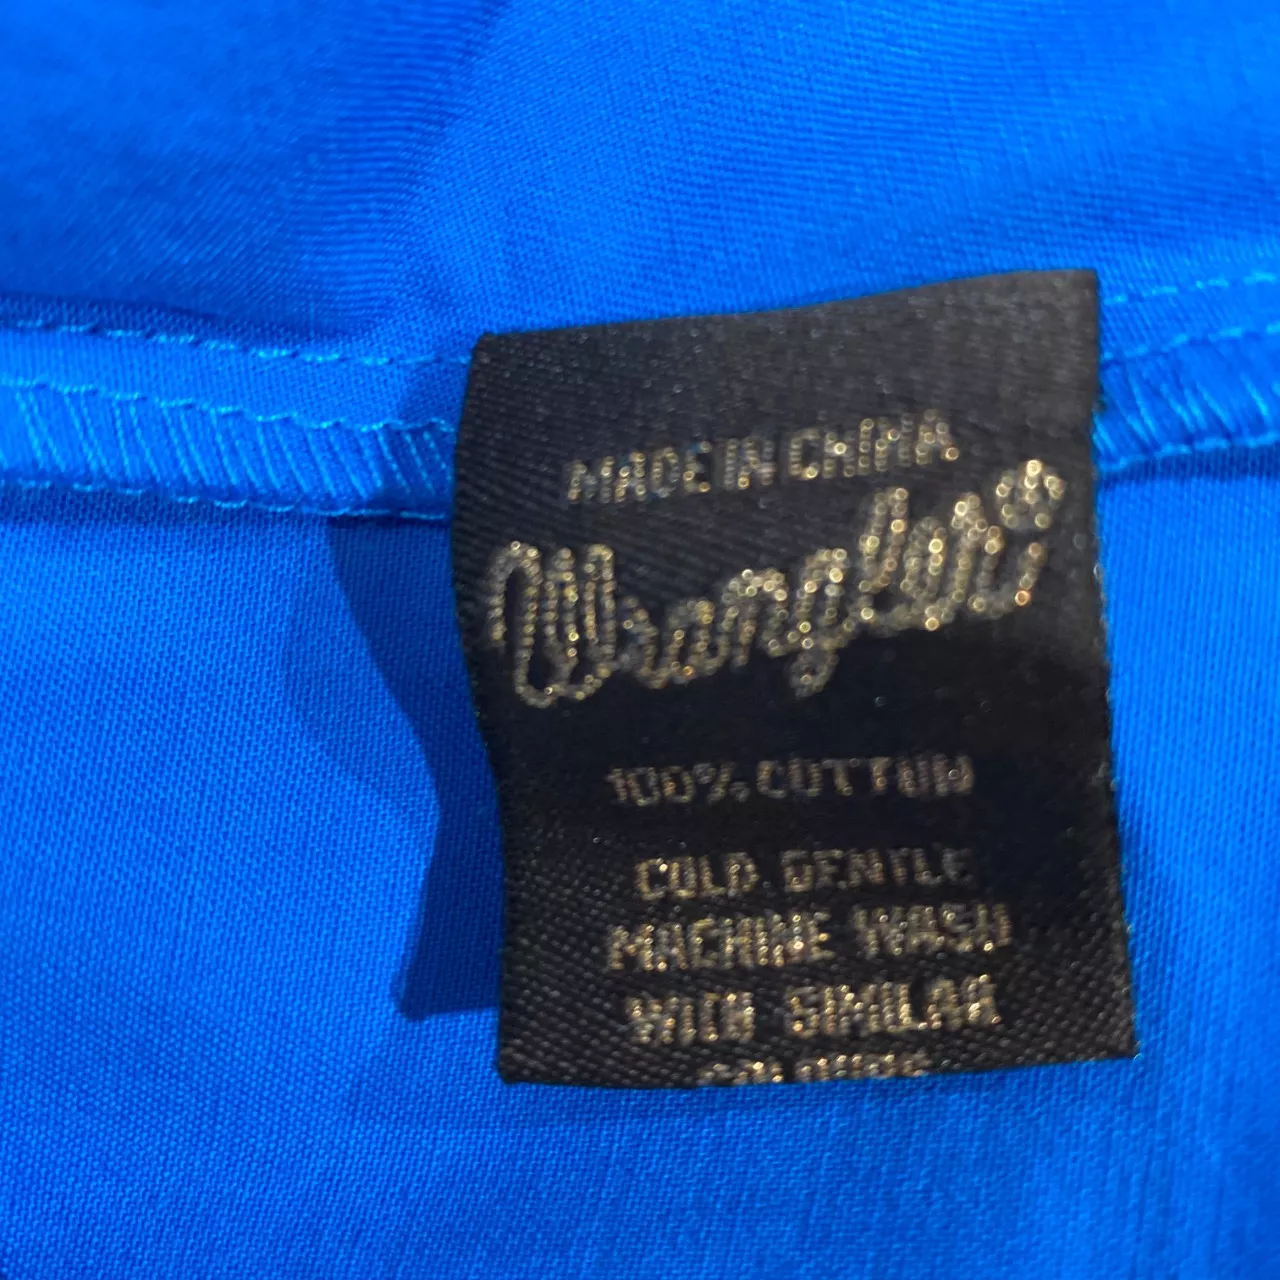 MADE IN CHINA
Wrangler®
100% COTTON
COLD GENTLE
MACHINE WASH
WITH SIMILAR